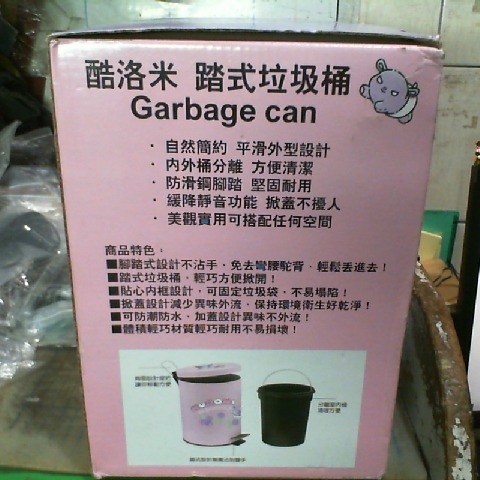 酷洛米 踏式垃圾桶
Garbage can
· 自然簡約 平滑外型設計
· 內外桶分離 方便清潔
· 防滑鋼腳踏 堅固耐用
· 緩降靜音功能 掀蓋不擾人
· 美觀實用可搭配任何空間
商品特色：
■腳踏式設計不沾手，免去彎腰駝背，輕鬆丟進去！
■踏式垃圾桶，輕巧方便掀開！
■貼心內框設計，可固定垃圾袋，不易塌陷！
■掀蓋設計減少異味外流，保持環境衛生好乾淨！
■可防潮防水，加蓋設計異味不外流！
■體積輕巧材質輕巧耐用不易損壞！